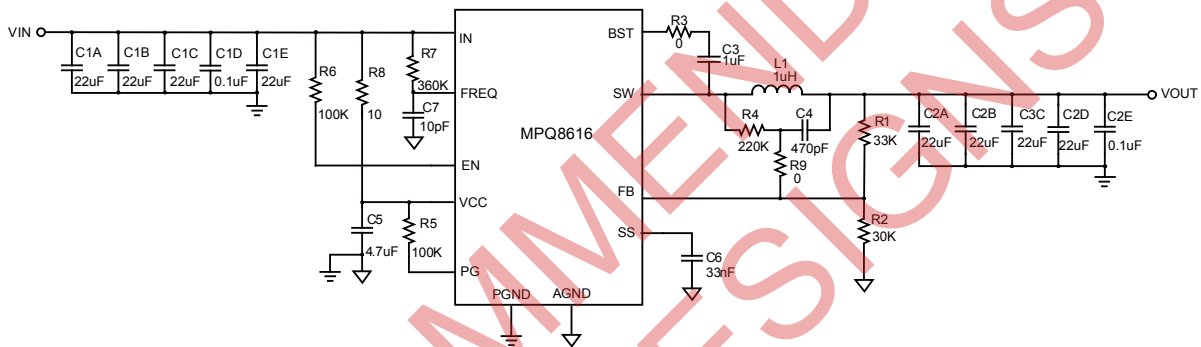 VIN
C1A
22uF
C1B
22uF
C1C
22uF
C1D
0.1uF
C1E
22uF
R6
100K
R8
10
R7
360K
C7
10pF
C5
4.7uF
R5
100K
IN
FREQ
EN
VCC
PG
PGND
AGND
MPQ8616
BST
SW
FB
SS
R3
0
C3
1uF
L1
1uH
R4
220K
C4
470pF
R9
0
C6
33nF
R1
33K
R2
30K
C2A
22uF
C2B
22uF
C3C
22uF
C2D
22uF
C2E
0.1uF
VOUT
MMEND
ESIGNS